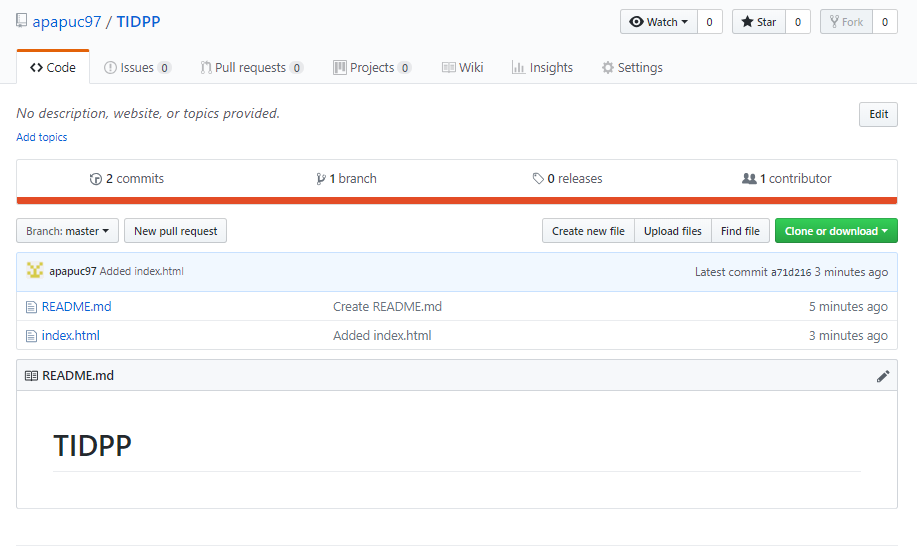 apapuc97 / TIDPP Watch 0 Star 0 Fork 0
Code Issues 0 Pull requests 0 Projects 0 Wiki Insights Settings
No description, website, or topics provided. Edit
Add topics
2 commits 1 branch 0 releases 1 contributor
Branch: master New pull request Create new file Upload files Find file Clone or download
apapuc97 Added index.html Latest commit a71d216 3 minutes ago
README.md Create README.md 5 minutes ago
index.html Added index.html 3 minutes ago
README.md
TIDPP